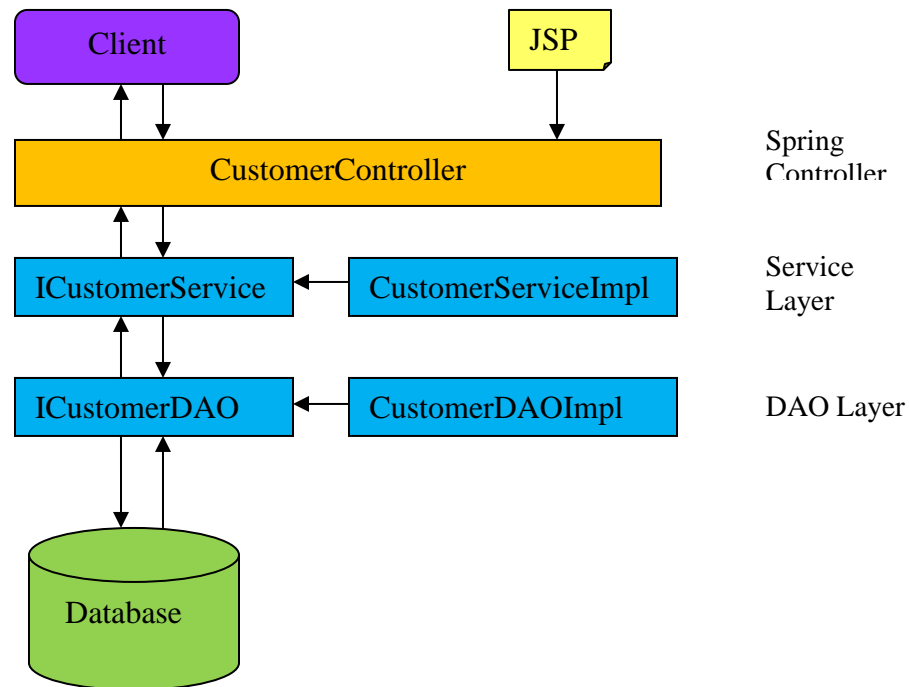 Client
JSP
CustomerController
Spring
Controller
ICustomerService
CustomerServiceImpl
Service
Layer
ICustomerDAO
CustomerDAOImpl
DAO Layer
Database